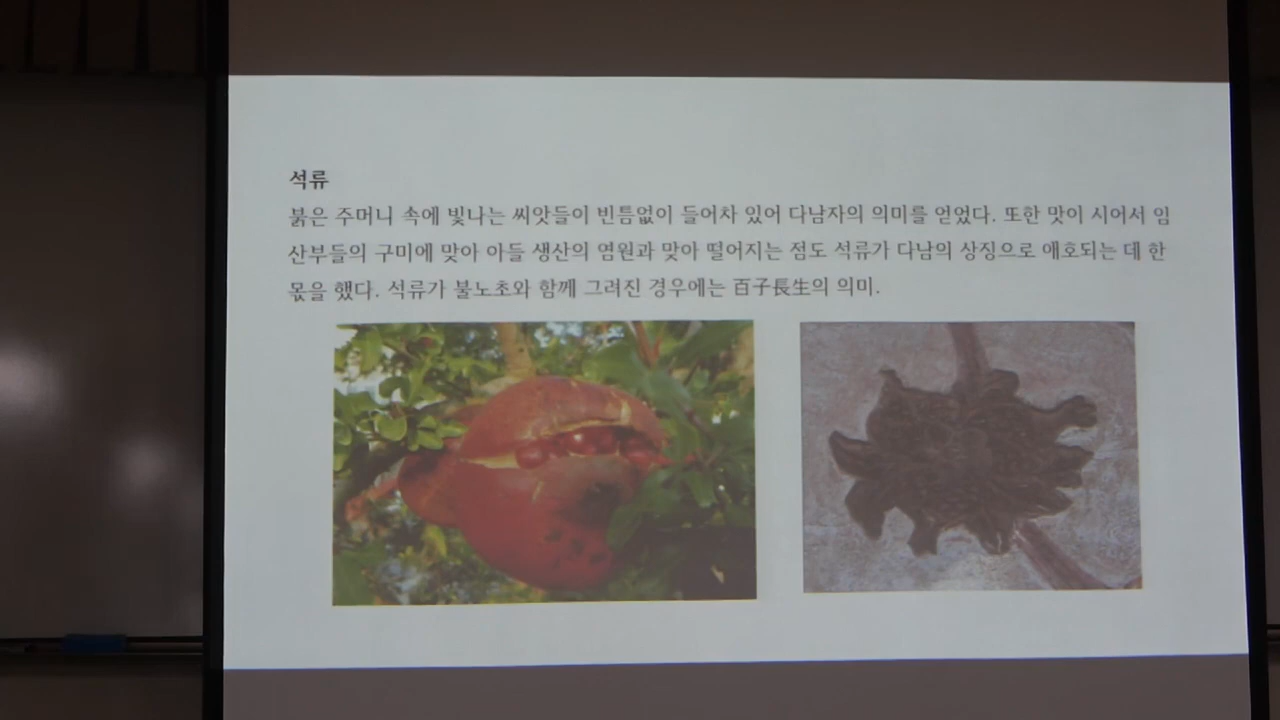 석류
붉은 주머니 속에 빛나는 씨앗들이 빈틈없이 들어차 있어 다남자의 의미를 얻었다. 또한 맛이 시어서 임
산부들의 구미에 맞아 아들 생산의 염원과 맞아 떨어지는 점도 석류가 다남의 상징으로 애호되는 데 한
몫을 했다. 석류가 불노초와 함께 그려진 경우에는 百子長生의 의미.